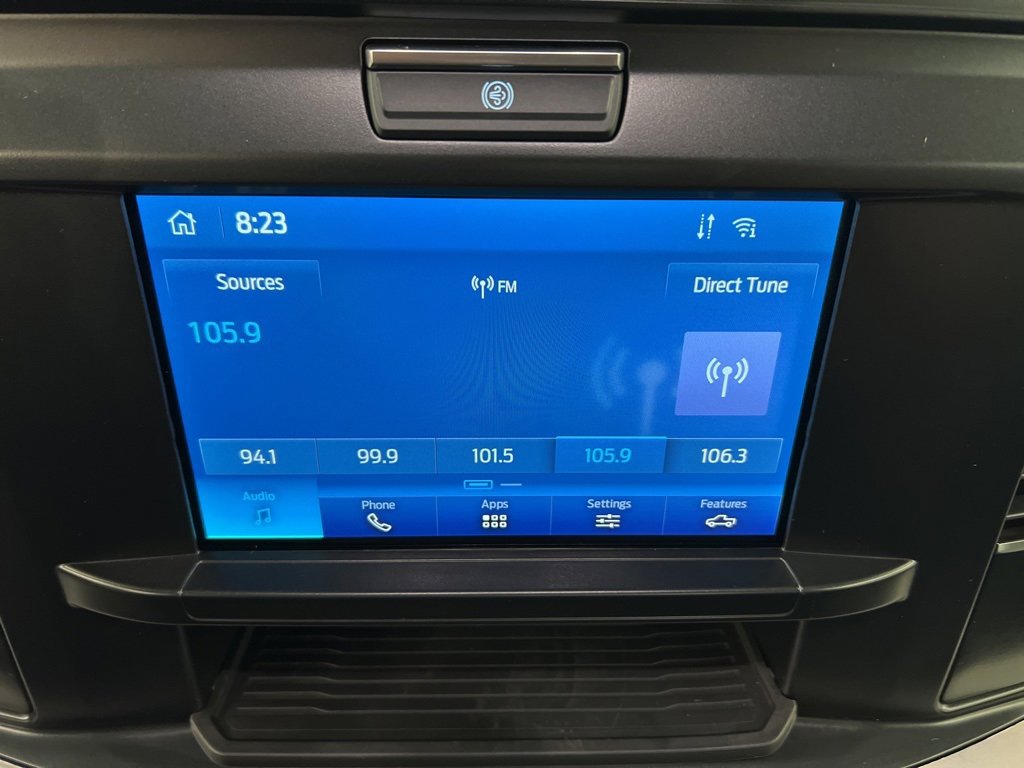 8:23
Sources
FM
Direct Tune
105.9
94.1 99.9 101.5 105.9 106.3
Audio Phone Apps Settings Features